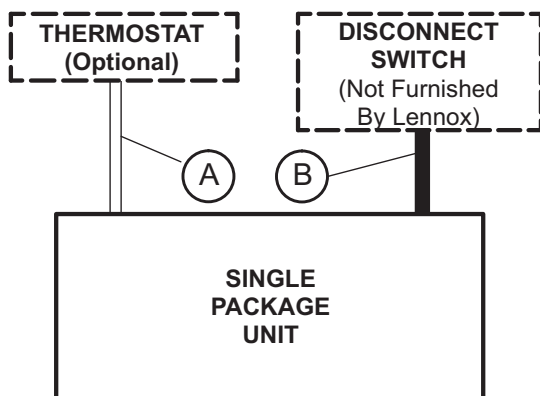 THERMOSTAT
(Optional)
DISCONNECT
SWITCH
(Not Furnished
By Lennox)
A
B
SINGLE
PACKAGE
UNIT